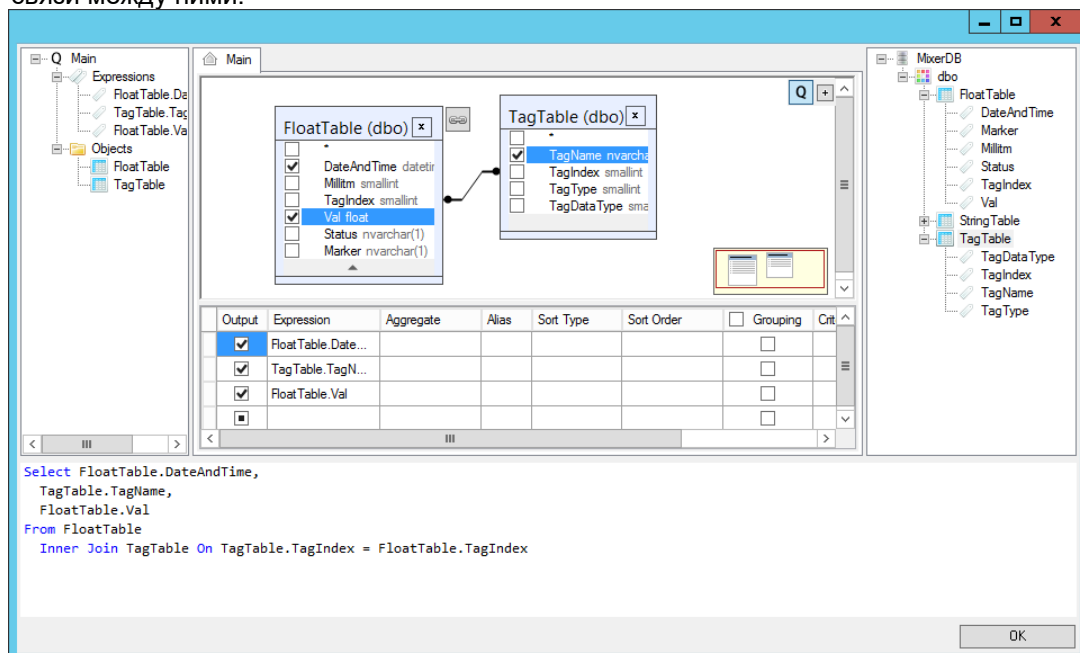 связи между ними.
Q Main
Expressions
FloatTable.Da
TagTable.Tag
FloatTable.Va
Objects
FloatTable
TagTable
Main
Q
FloatTable (dbo)
*
DateAndTime datetir
Millitm smallint
TagIndex smallint
Val float
Status nvarchar(1)
Marker nvarchar(1)
TagTable (dbo)
*
TagName nvarcha
TagIndex smallint
TagType smallint
TagDataType sma
Output Expression Aggregate Alias Sort Type Sort Order Grouping Crit
FloatTable.Date...
TagTable.TagN...
FloatTable.Val
MixerDB
dbo
FloatTable
DateAndTime
Marker
Millitm
Status
TagIndex
Val
StringTable
TagTable
TagDataType
TagIndex
TagName
TagType
Select FloatTable.DateAndTime,
TagTable.TagName,
FloatTable.Val
From FloatTable
Inner Join TagTable On TagTable.TagIndex = FloatTable.TagIndex
OK